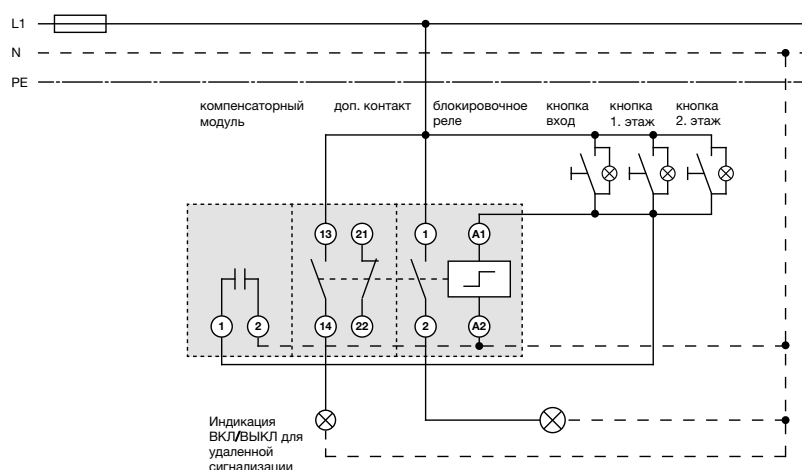 L1
N
PE
компенсаторный
модуль
доп. контакт
блокировочное
реле
кнопка
вход
кнопка
1. этаж
кнопка
2. этаж
13
21
1
A1
1
2
14
22
2
A2
Индикация
ВКЛ/ВЫКЛ для
удаленной
сигнализации